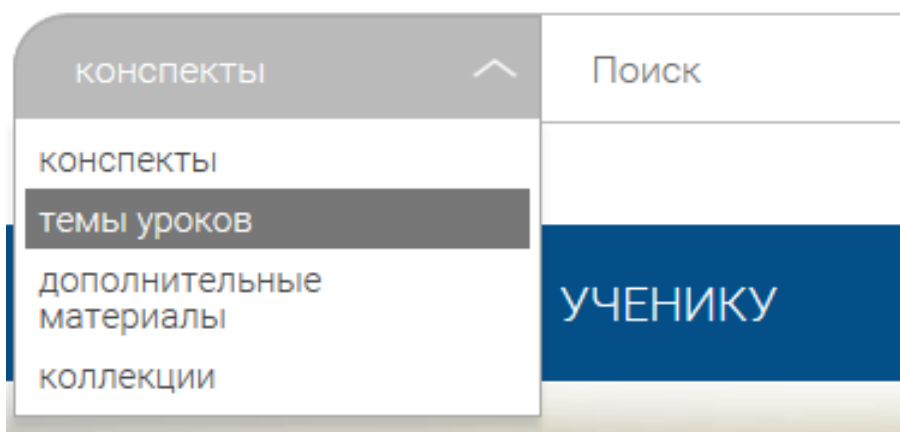 конспекты
Поиск
конспекты
темы уроков
дополнительные
материалы
коллекции
УЧЕНИКУ